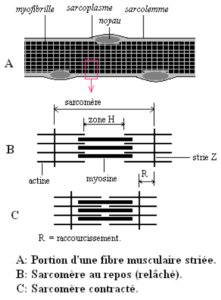 myofibrille sarcoplasme sarcolemme
noyau
A
sarcomère
zone H
B
strie Z
actine myosine R
C
R = raccourcissement.
A: Portion d'une fibre musculaire striée.
B: Sarcomère au repos (relâché).
C: Sarcomère contracté.